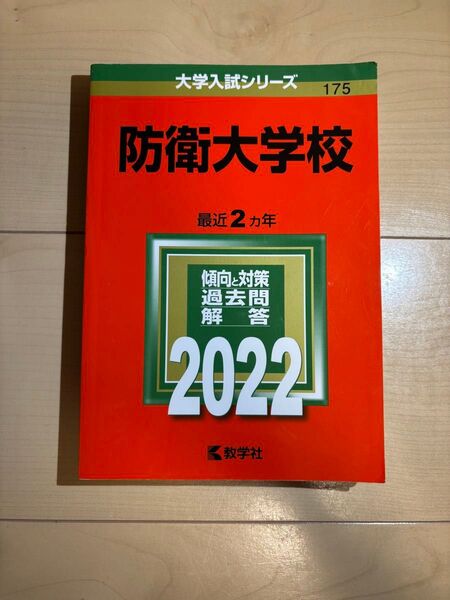 大学入試シリーズ
175
防衛大学校
最近2ヵ年
傾向と対策
過去問
解答
2022
教学社